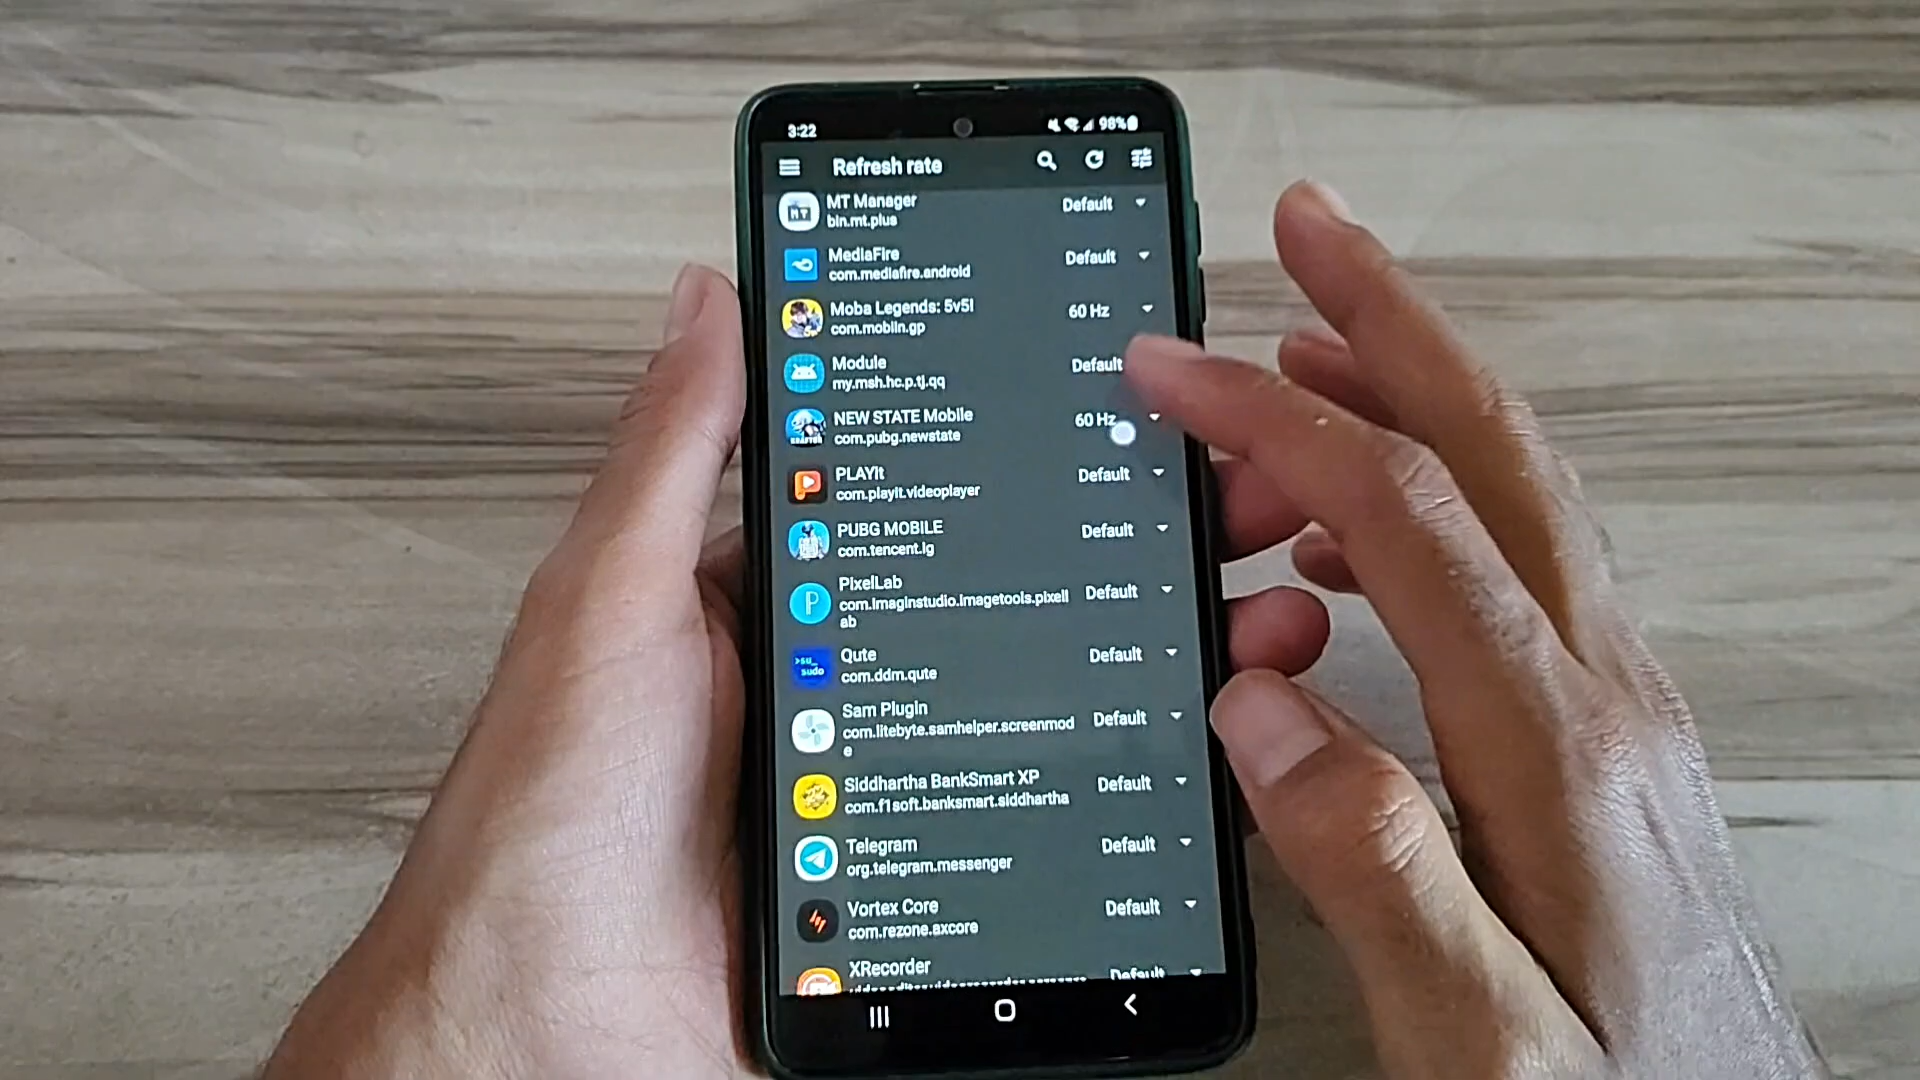 3:22
98%
Refresh rate
MT Manager
Default
bin.mt.plus
MediaFire
Default
com.mediafire.android
Moba Legends: 5v5!
60 Hz
com.mobiin.gp
Module
Default
my.msh.hc.p.tj.qq
NEW STATE Mobile
60 Hz
com.pubg.newstate
PLAYit
Default
com.playit.videoplayer
PUBG MOBILE
Default
com.tencent.ig
PixelLab
Default
com.imaginstudio.imagetools.pixell
ab
>su_
sudo
Qute
Default
com.ddm.qute
Sam Plugin
Default
com.litebyte.samhelper.screenmod
e
Siddhartha BankSmart XP
Default
com.f1soft.banksmart.siddhartha
Telegram
Default
org.telegram.messenger
Vortex Core
Default
com.rezone.axcore
XRecorder
Default